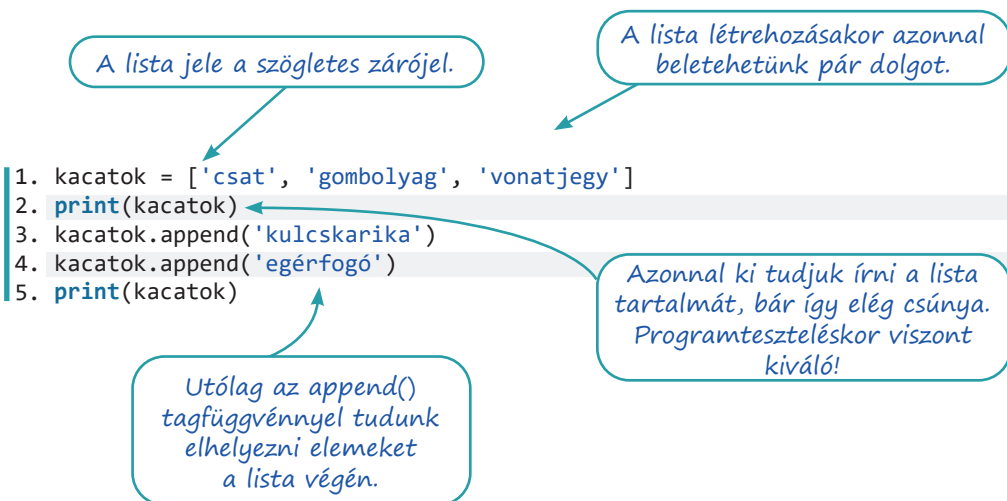 A lista jele a szögletes zárójel.
A lista létrehozásakor azonnal
beletehetünk pár dolgot.
1. kacatok = ['csat', 'gombolyag', 'vonatjegy']
2. print(kacatok)
3. kacatok.append('kulcskarika')
4. kacatok.append('egérfogó')
5. print(kacatok)
Azonnal ki tudjuk írni a lista
tartalmát, bár így elég csúnya.
Programteszteléskor viszont
kiváló!
Utólag az append()
tagfüggvénnyel tudunk
elhelyezni elemeket
a lista végén.